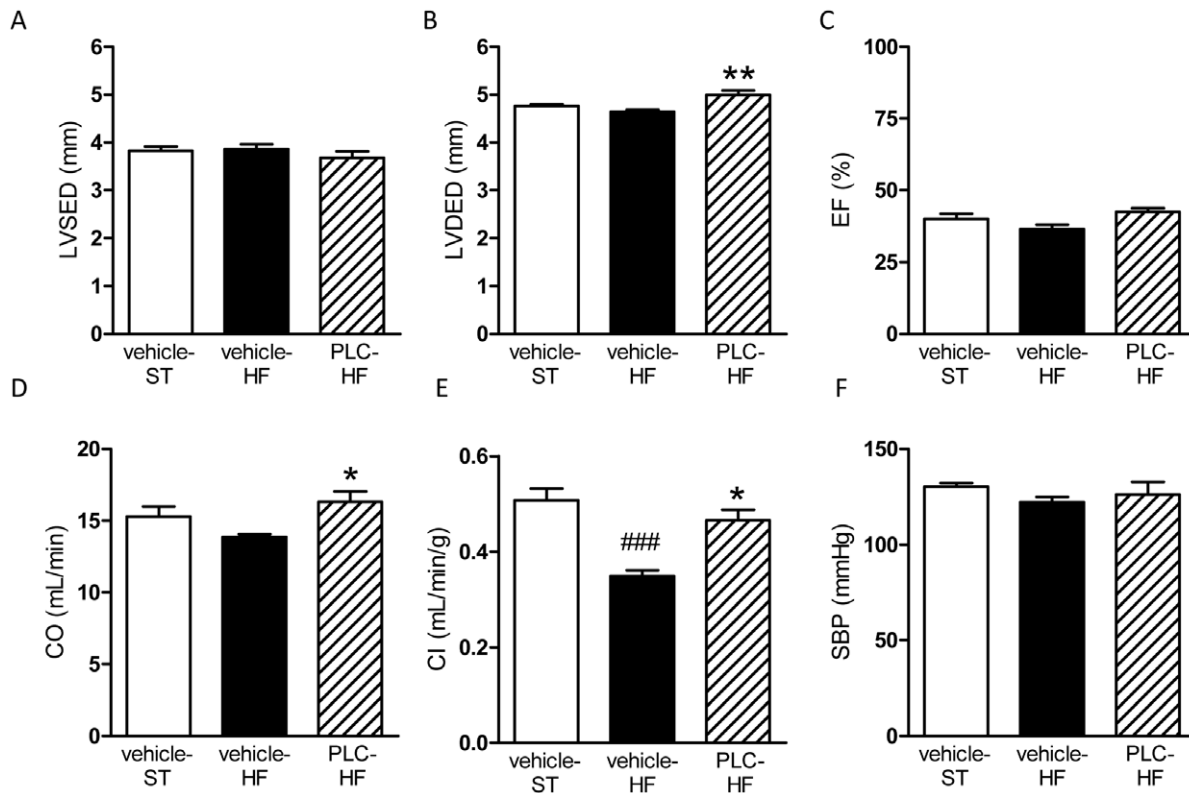 A
LVSED (mm)
6
5
4
3
2
1
0
vehicle-
ST
vehicle-
HF
PLC-
HF
B
LVDED (mm)
6
5
4
3
2
1
0
**
vehicle-
ST
vehicle-
HF
PLC-
HF
C
EF (%)
100
75
50
25
0
vehicle-
ST
vehicle-
HF
PLC-
HF
D
CO (mL/min)
20
15
10
5
0
*
vehicle-
ST
vehicle-
HF
PLC-
HF
E
CI (mL/min/g)
0.6
0.4
0.2
0.0
###
*
vehicle-
ST
vehicle-
HF
PLC-
HF
F
SBP (mmHg)
150
100
50
0
vehicle-
ST
vehicle-
HF
PLC-
HF